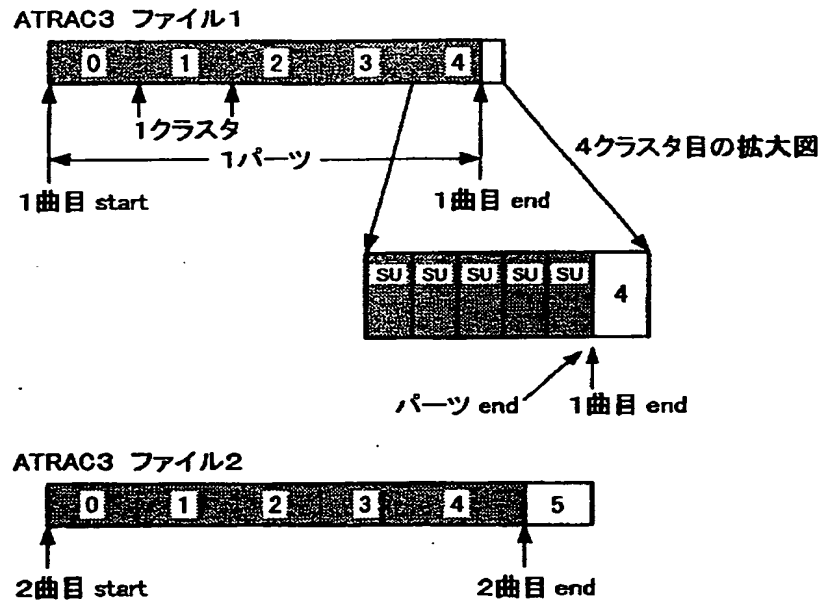 ATRAC3 ファイル1
0 1 2 3 4
1クラスタ
1パーツ
4クラスタ目の拡大図
1曲目 start
1曲目 end
SU SU SU SU SU
4
パーツ end
1曲目 end
ATRAC3 ファイル2
0 1 2 3 4 5
2曲目 start
2曲目 end